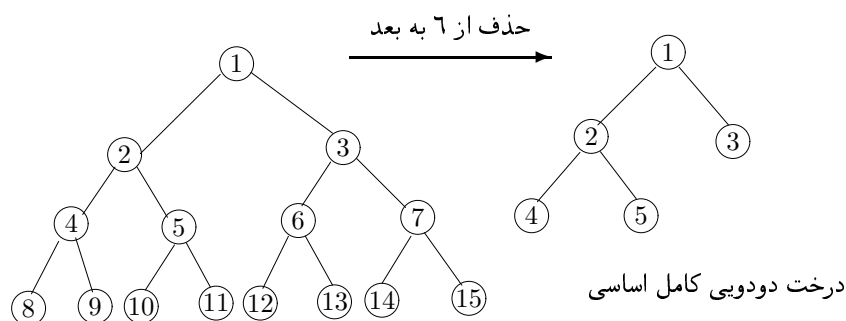 حذف از ٦ به بعد
1 1
2 3 2 3
4 5 6 7 4 5
8 9 10 11 12 13 14 15
درخت دودویی کامل اساسی